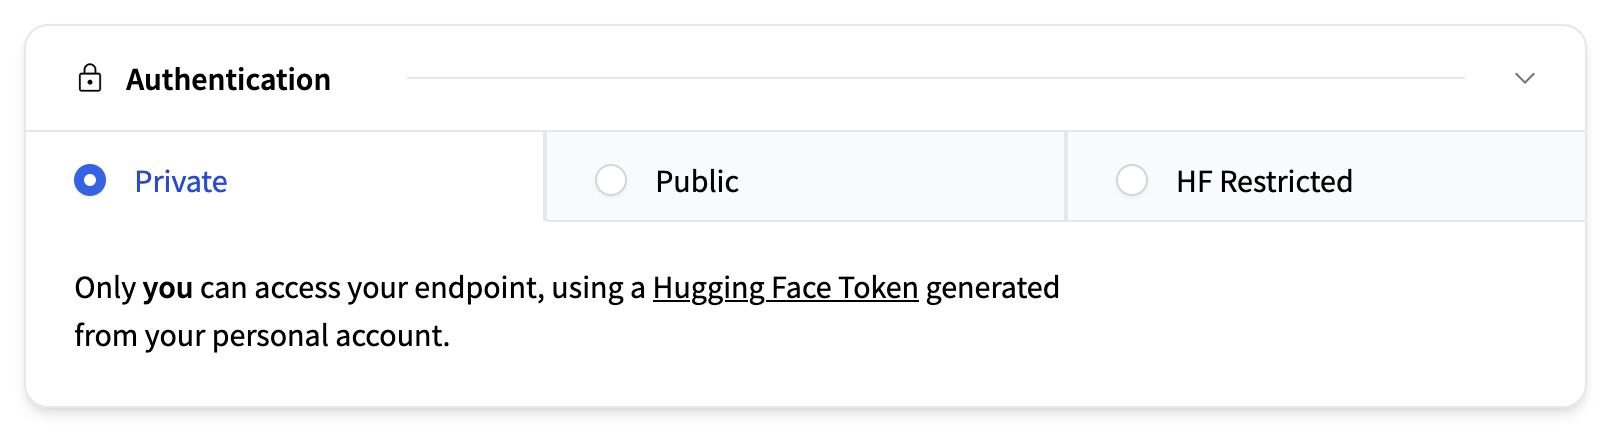 Authentication
Private
Public
HF Restricted
Only you can access your endpoint, using a Hugging Face Token generated
from your personal account.